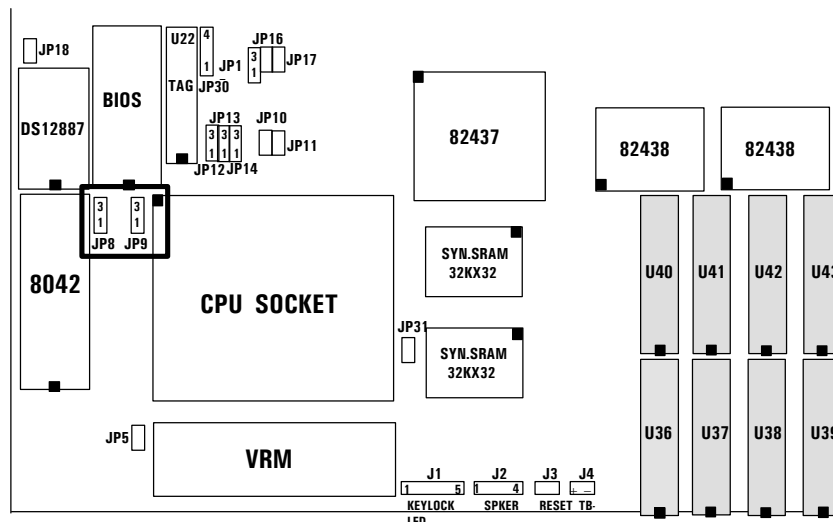 JP18
U22
4
1
JP1
JP30
JP16
3
1
JP17
BIOS
TAG
DS12887
JP13
3 3 3
1 1 1
JP12 JP14
JP10
JP11
82437
82438
82438
3
1
JP8
3
1
JP9
8042
CPU SOCKET
SYN.SRAM
32KX32
JP31
SYN.SRAM
32KX32
U40
U41
U42
U43
U36
U37
U38
U39
JP5
VRM
J1
1 5
KEYLOCK
LED
J2
1 4
SPKER
J3
RESET
J4
+ –
TB-